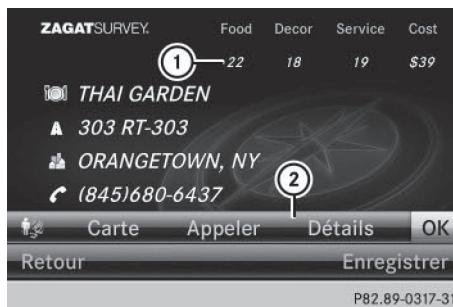 ZAGATSURVEY. Food Decor Service Cost
1 22 18 19 $39
THAI GARDEN
A 303 RT-303
ORANGETOWN, NY
(845)680-6437
2
Carte Appeler Détails OK
Retour Enregistrer
P82.89-0317-31